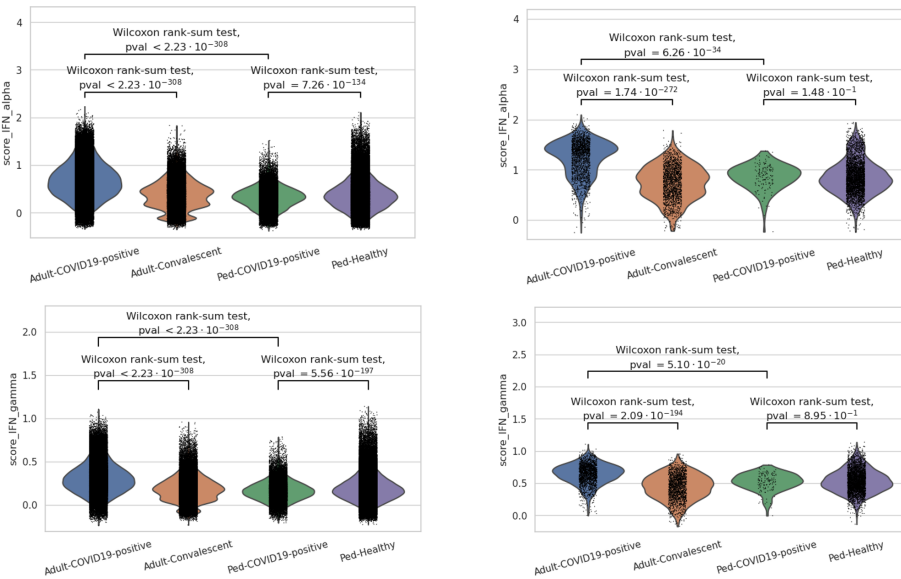 4
3
2
1
0
score_IFN_alpha
Wilcoxon rank-sum test,
pval < 2.23 · 10⁻³⁰⁸
Wilcoxon rank-sum test,
pval < 2.23 · 10⁻³⁰⁸
Wilcoxon rank-sum test,
pval = 7.26 · 10⁻¹³⁴
Adult-COVID19-positive
Adult-Convalescent
Ped-COVID19-positive
Ped-Healthy
4
3
2
1
0
score_IFN_alpha
Wilcoxon rank-sum test,
pval = 6.26 · 10⁻³⁴
Wilcoxon rank-sum test,
pval = 1.74 · 10⁻²⁷²
Wilcoxon rank-sum test,
pval = 1.48 · 10⁻¹
Adult-COVID19-positive
Adult-Convalescent
Ped-COVID19-positive
Ped-Healthy
2.0
1.5
1.0
0.5
0.0
score_IFN_gamma
Wilcoxon rank-sum test,
pval < 2.23 · 10⁻³⁰⁸
Wilcoxon rank-sum test,
pval < 2.23 · 10⁻³⁰⁸
Wilcoxon rank-sum test,
pval = 5.56 · 10⁻¹⁹⁷
Adult-COVID19-positive
Adult-Convalescent
Ped-COVID19-positive
Ped-Healthy
3.0
2.5
2.0
1.5
1.0
0.5
0.0
score_IFN_gamma
Wilcoxon rank-sum test,
pval = 5.10 · 10⁻²⁰
Wilcoxon rank-sum test,
pval = 2.09 · 10⁻¹⁹⁴
Wilcoxon rank-sum test,
pval = 8.95 · 10⁻¹
Adult-COVID19-positive
Adult-Convalescent
Ped-COVID19-positive
Ped-Healthy